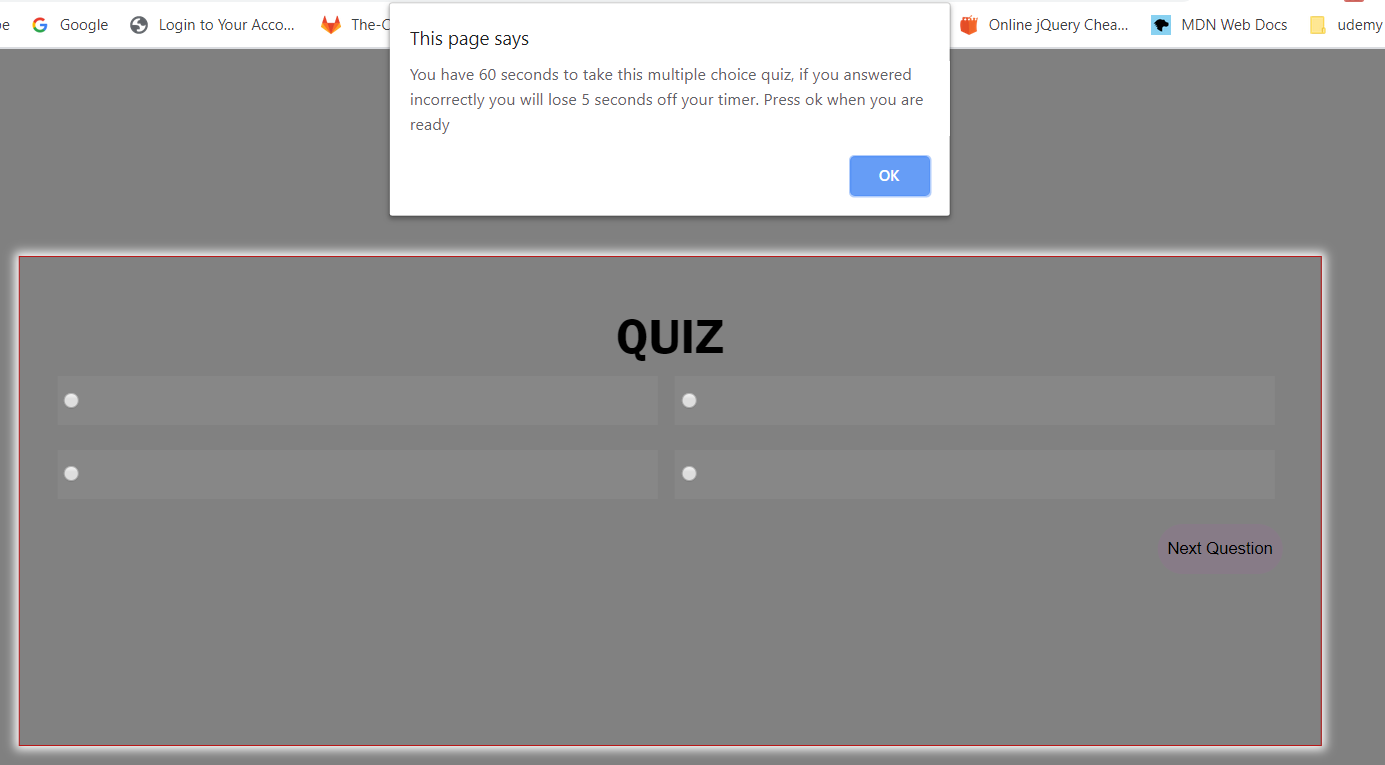 Google Login to Your Acco... Online jQuery Chea... MDN Web Docs udemy
This page says
You have 60 seconds to take this multiple choice quiz, if you answered
incorrectly you will lose 5 seconds off your timer. Press ok when you are
ready
OK
QUIZ
Next Question